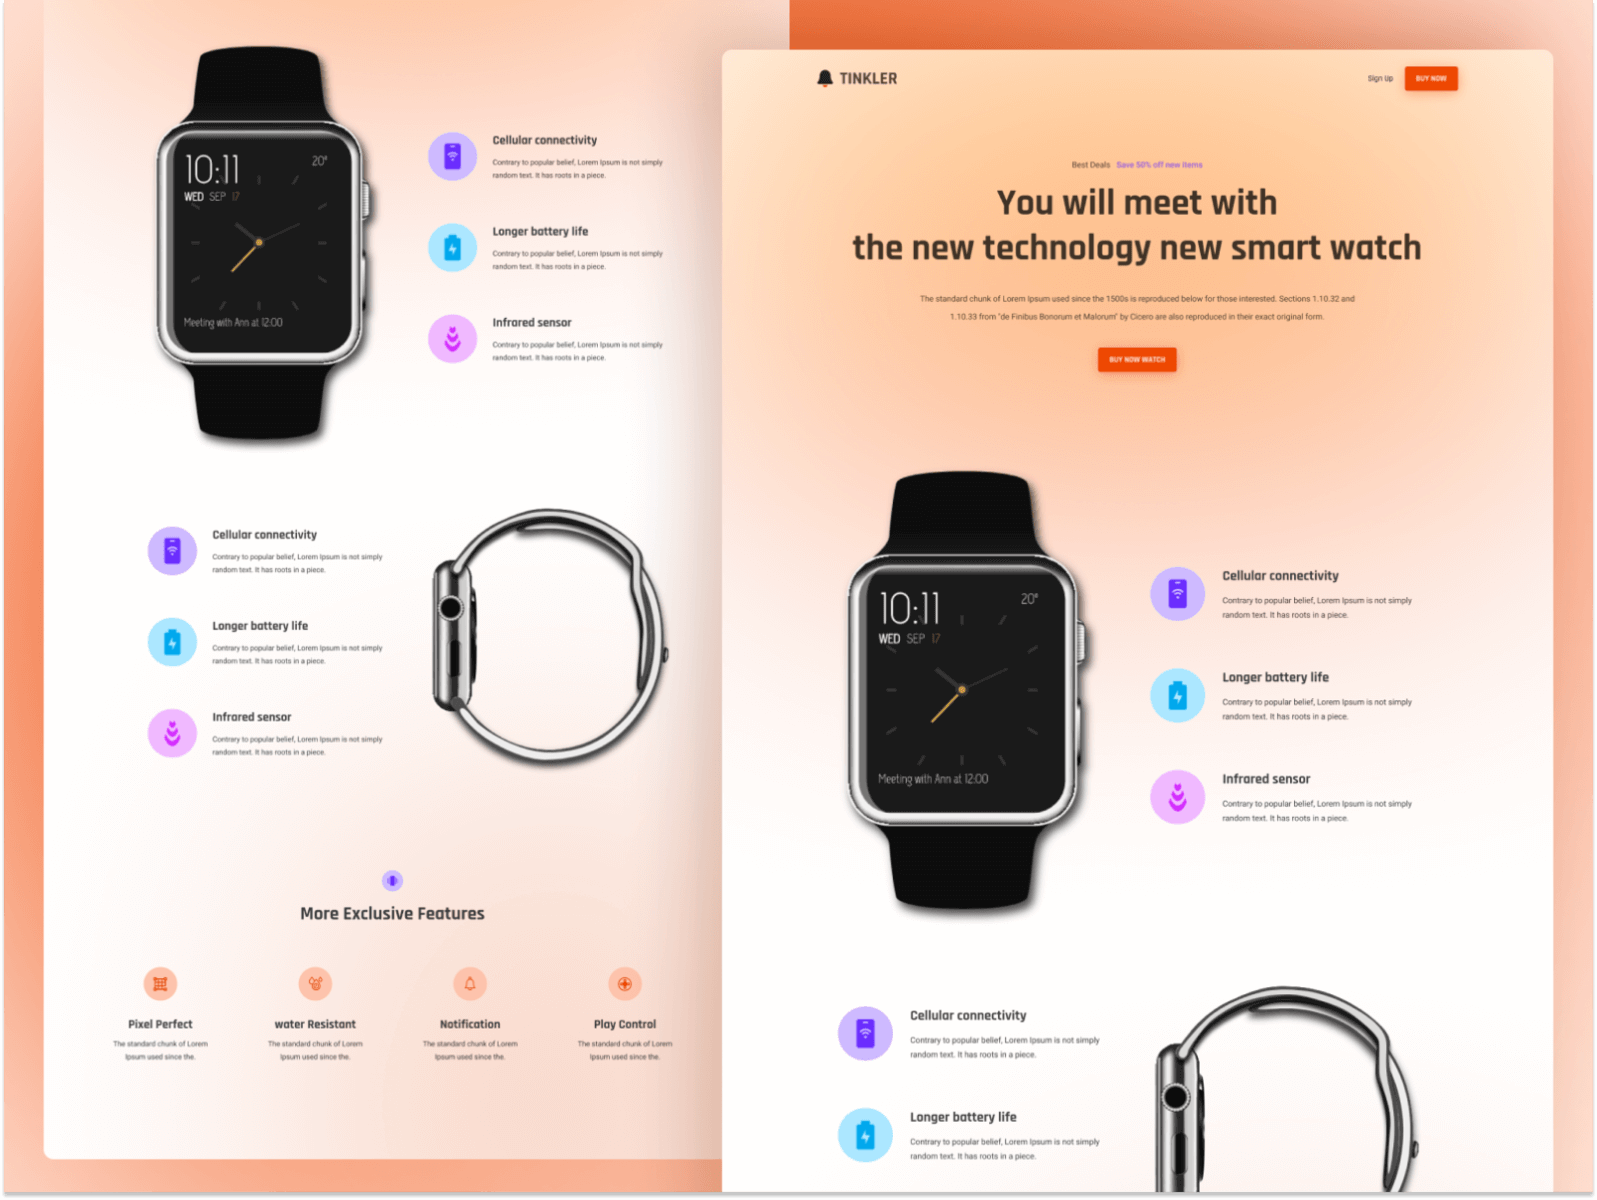 10:11
20°
WED SEP 17
Meeting with Ann at 12:00
Cellular connectivity
Contrary to popular belief, Lorem Ipsum is not simply
random text. It has roots in a piece.
Longer battery life
Contrary to popular belief, Lorem Ipsum is not simply
random text. It has roots in a piece.
Infrared sensor
Contrary to popular belief, Lorem Ipsum is not simply
random text. It has roots in a piece.
Cellular connectivity
Contrary to popular belief, Lorem Ipsum is not simply
random text. It has roots in a piece.
Longer battery life
Contrary to popular belief, Lorem Ipsum is not simply
random text. It has roots in a piece.
Infrared sensor
Contrary to popular belief, Lorem Ipsum is not simply
random text. It has roots in a piece.
More Exclusive Features
Pixel Perfect
The standard chunk of Lorem
Ipsum used since the.
water Resistant
The standard chunk of Lorem
Ipsum used since the.
Notification
The standard chunk of Lorem
Ipsum used since the.
Play Control
The standard chunk of Lorem
Ipsum used since the.
TINKLER
Sign Up
BUY NOW
Best Deals Save 50% off new items
You will meet with
the new technology new smart watch
The standard chunk of Lorem Ipsum used since the 1500s is reproduced below for those interested. Sections 1.10.32 and
1.10.33 from "de Finibus Bonorum et Malorum" by Cicero are also reproduced in their exact original form.
BUY NOW WATCH
10:11
20°
WED SEP 17
Meeting with Ann at 12:00
Cellular connectivity
Contrary to popular belief, Lorem Ipsum is not simply
random text. It has roots in a piece.
Longer battery life
Contrary to popular belief, Lorem Ipsum is not simply
random text. It has roots in a piece.
Infrared sensor
Contrary to popular belief, Lorem Ipsum is not simply
random text. It has roots in a piece.
Cellular connectivity
Contrary to popular belief, Lorem Ipsum is not simply
random text. It has roots in a piece.
Longer battery life
Contrary to popular belief, Lorem Ipsum is not simply
random text. It has roots in a piece.